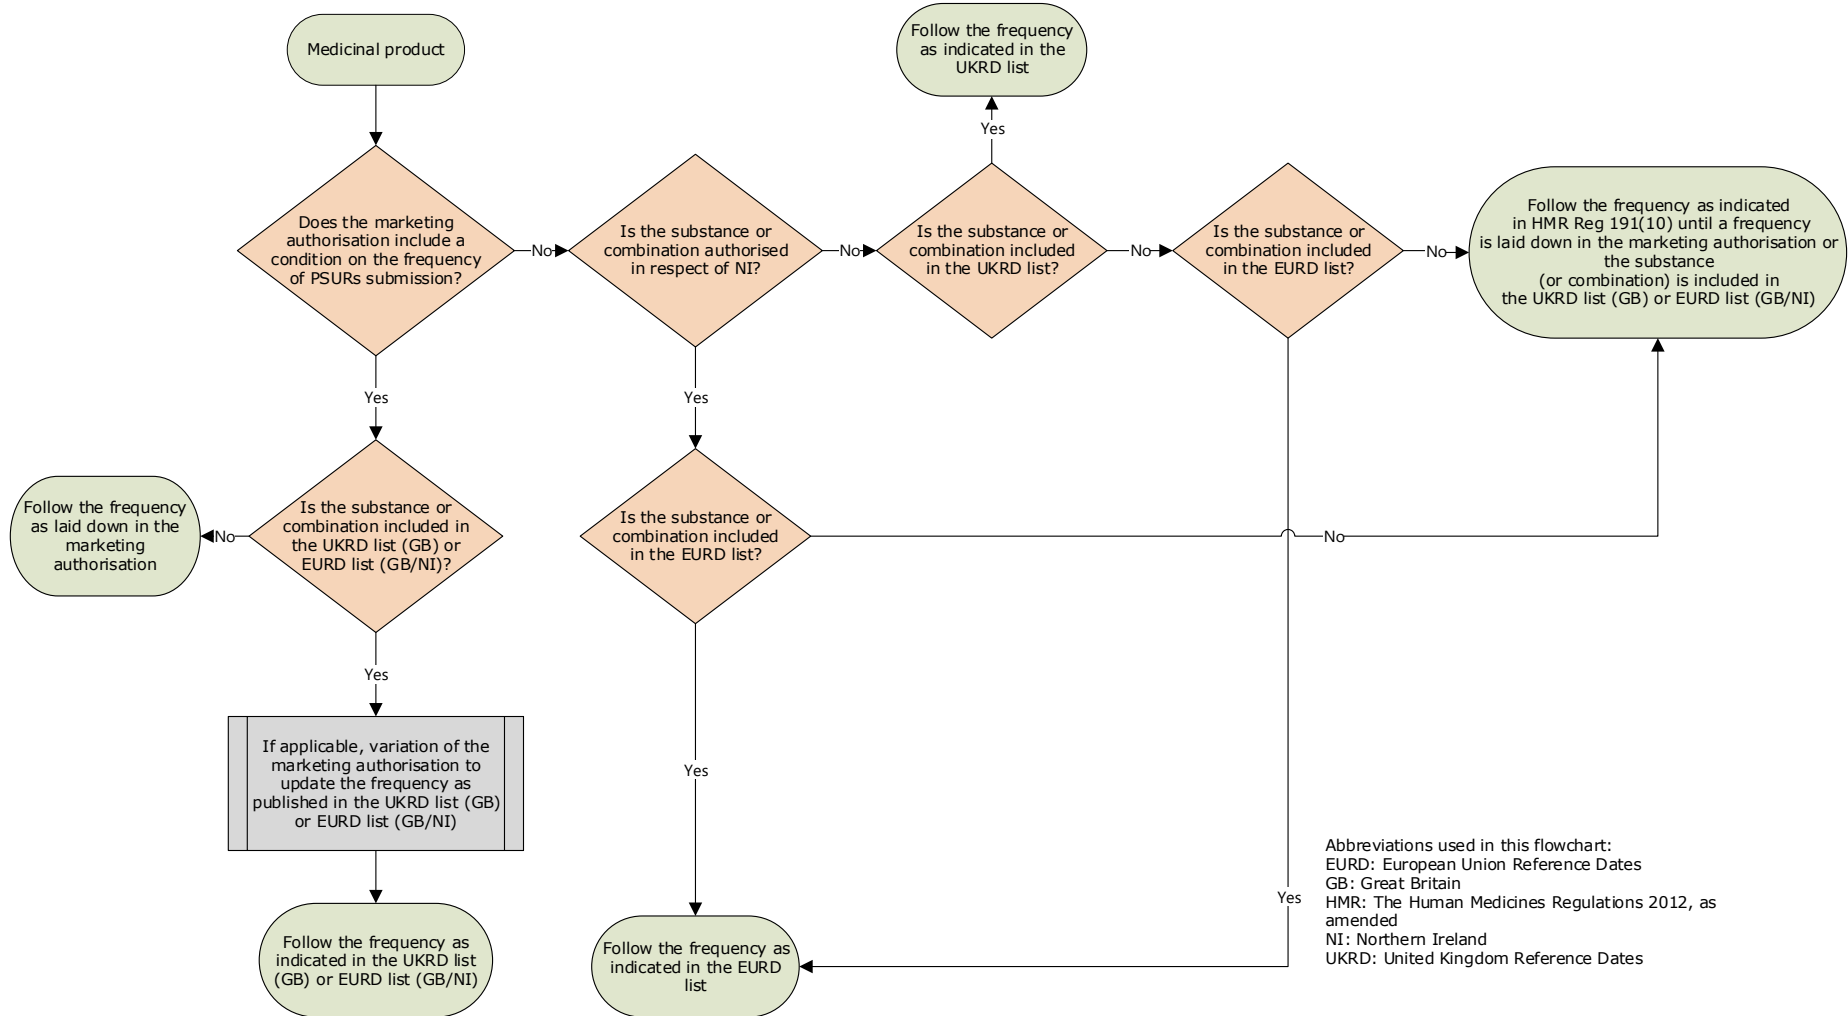 Medicinal product
Follow the frequency
as indicated in the
UKRD list
Yes
Does the marketing
authorisation include a
condition on the frequency
of PSURs submission?
No
Is the substance or
combination authorised
in respect of NI?
No
Is the substance or
combination included
in the UKRD list?
No
Is the substance or
combination included
in the EURD list?
No
Follow the frequency as indicated
in HMR Reg 191(10) until a frequency
is laid down in the marketing authorisation or
the substance
(or combination) is included in
the UKRD list (GB) or EURD list (GB/NI)
Yes
Yes
Follow the frequency
as laid down in the
marketing
authorisation
No
Is the substance or
combination included in
the UKRD list (GB) or
EURD list (GB/NI)?
Is the substance or
combination included
in the EURD list?
No
Yes
If applicable, variation of the
marketing authorisation to
update the frequency as
published in the UKRD list (GB)
or EURD list (GB/NI)
Yes
Yes
Follow the frequency as
indicated in the UKRD list
(GB) or EURD list (GB/NI)
Follow the frequency as
indicated in the EURD
list
Abbreviations used in this flowchart:
EURD: European Union Reference Dates
GB: Great Britain
HMR: The Human Medicines Regulations 2012, as
amended
NI: Northern Ireland
UKRD: United Kingdom Reference Dates